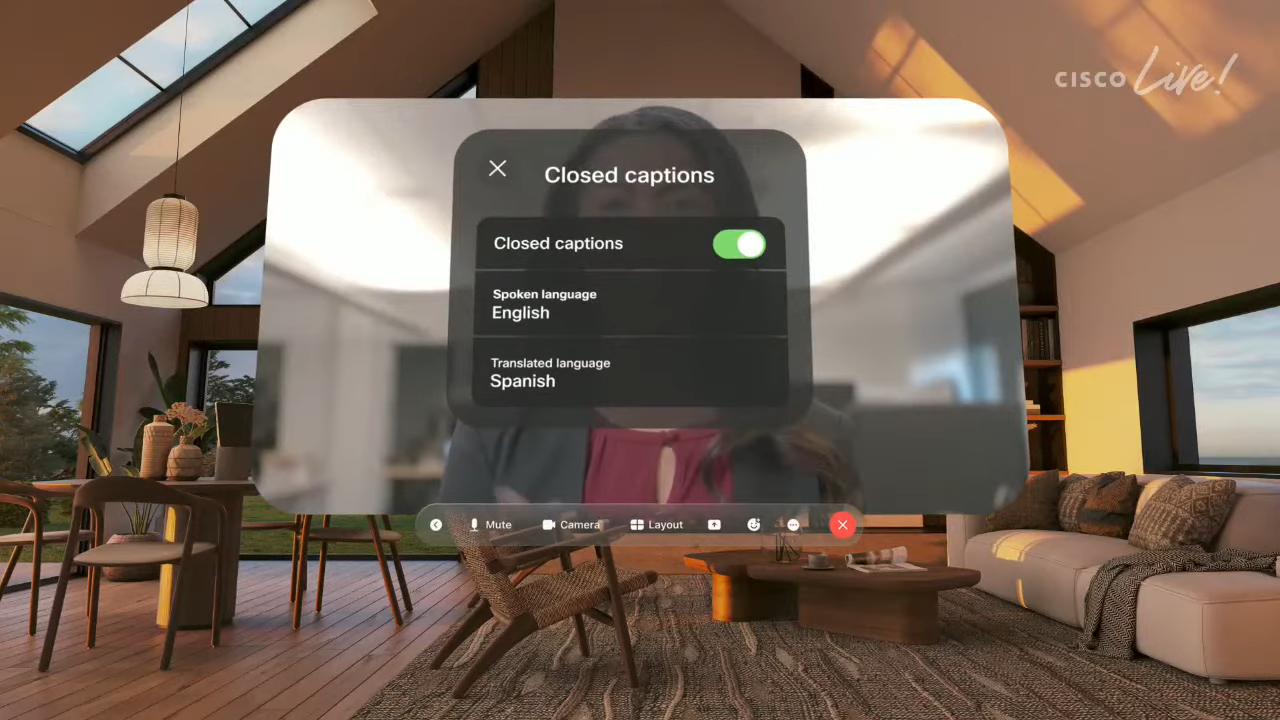 CISCO Live!
Closed captions
Closed captions
Spoken language
English
Translated language
Spanish
Mute
Camera
Layout